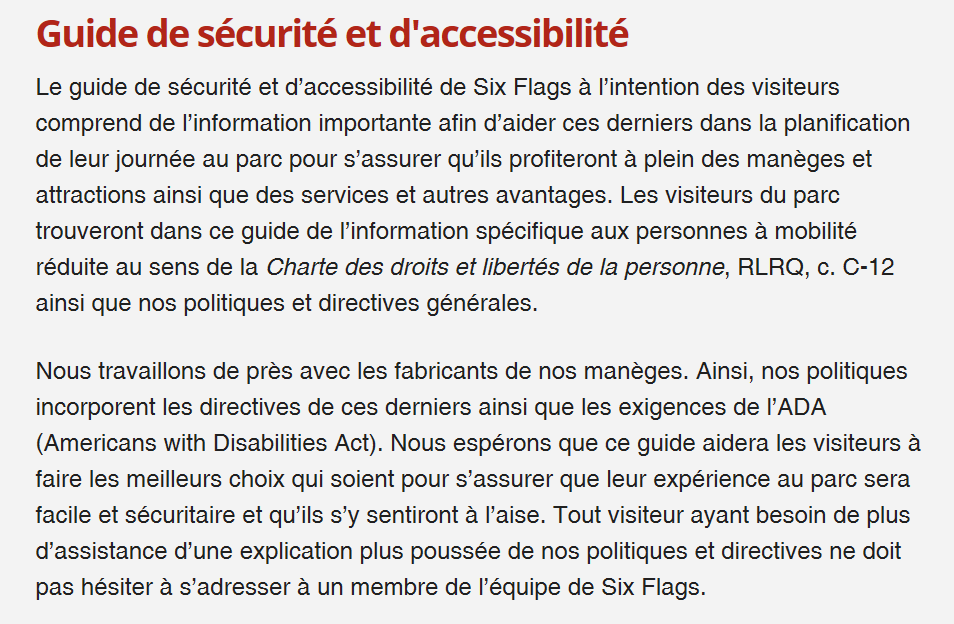 Guide de sécurité et d'accessibilité
Le guide de sécurité et d’accessibilité de Six Flags à l’intention des visiteurs
comprend de l’information importante afin d’aider ces derniers dans la planification
de leur journée au parc pour s’assurer qu’ils profiteront à plein des manèges et
attractions ainsi que des services et autres avantages. Les visiteurs du parc
trouveront dans ce guide de l’information spécifique aux personnes à mobilité
réduite au sens de la Charte des droits et libertés de la personne, RLRQ, c. C-12
ainsi que nos politiques et directives générales.
Nous travaillons de près avec les fabricants de nos manèges. Ainsi, nos politiques
incorporent les directives de ces derniers ainsi que les exigences de l’ADA
(Americans with Disabilities Act). Nous espérons que ce guide aidera les visiteurs à
faire les meilleurs choix qui soient pour s’assurer que leur expérience au parc sera
facile et sécuritaire et qu’ils s’y sentiront à l’aise. Tout visiteur ayant besoin de plus
d’assistance d’une explication plus poussée de nos politiques et directives ne doit
pas hésiter à s’adresser à un membre de l’équipe de Six Flags.